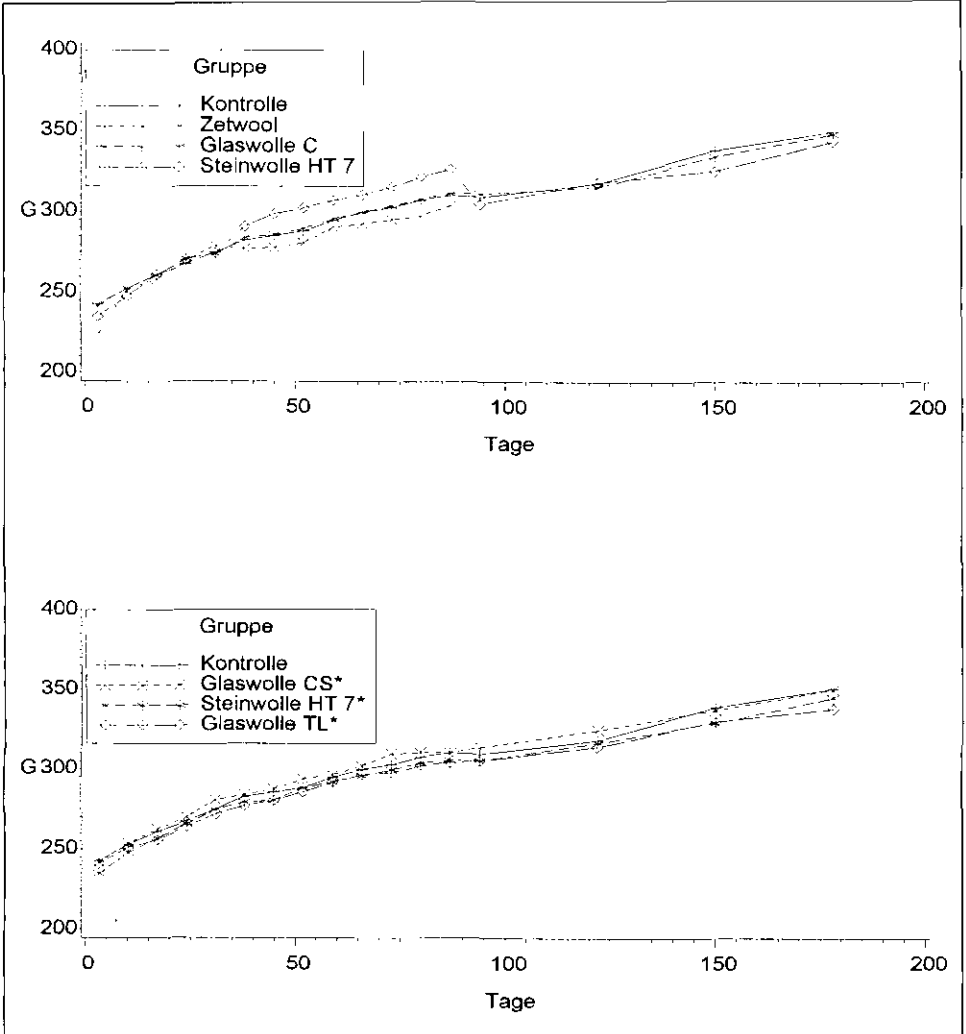 400
Gruppe
Kontrolle
Zetwool
Glaswolle C
Steinwolle HT 7
350
G 300
250
200
0 50 100 150 200
Tage
400
Gruppe
Kontrolle
Glaswolle CS*
Steinwolle HT 7*
Glaswolle TL*
350
G 300
250
200
0 50 100 150 200
Tage